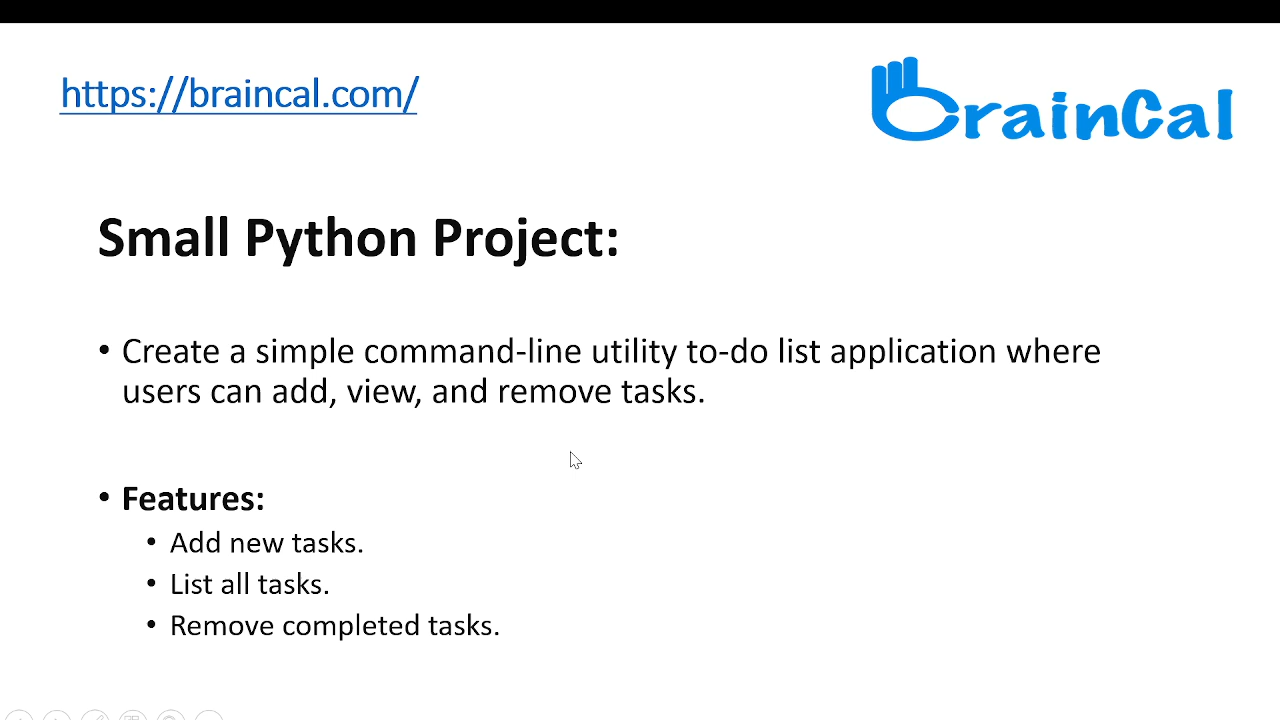 https://braincal.com/
BrainCal
Small Python Project:
• Create a simple command-line utility to-do list application where
users can add, view, and remove tasks.
• Features:
• Add new tasks.
• List all tasks.
• Remove completed tasks.